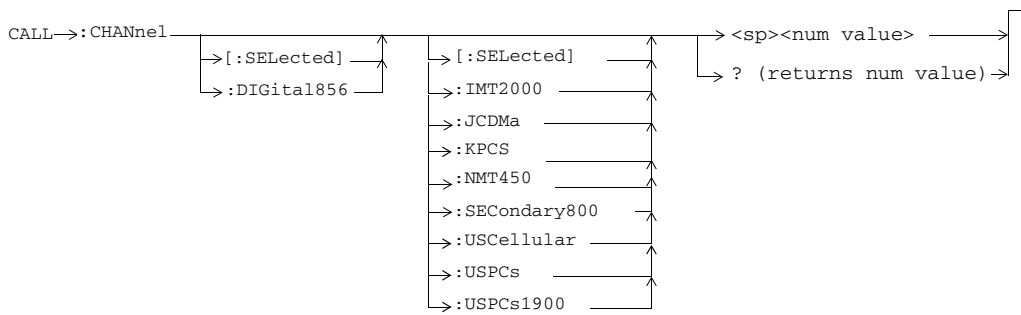 CALL :CHANnel
[:SELected]
:DIGital856
[:SELected]
:IMT2000
:JCDMa
:KPCS
:NMT450
:SECondary800
:USCellular
:USPCs
:USPCs1900
<sp><num value>
? (returns num value)